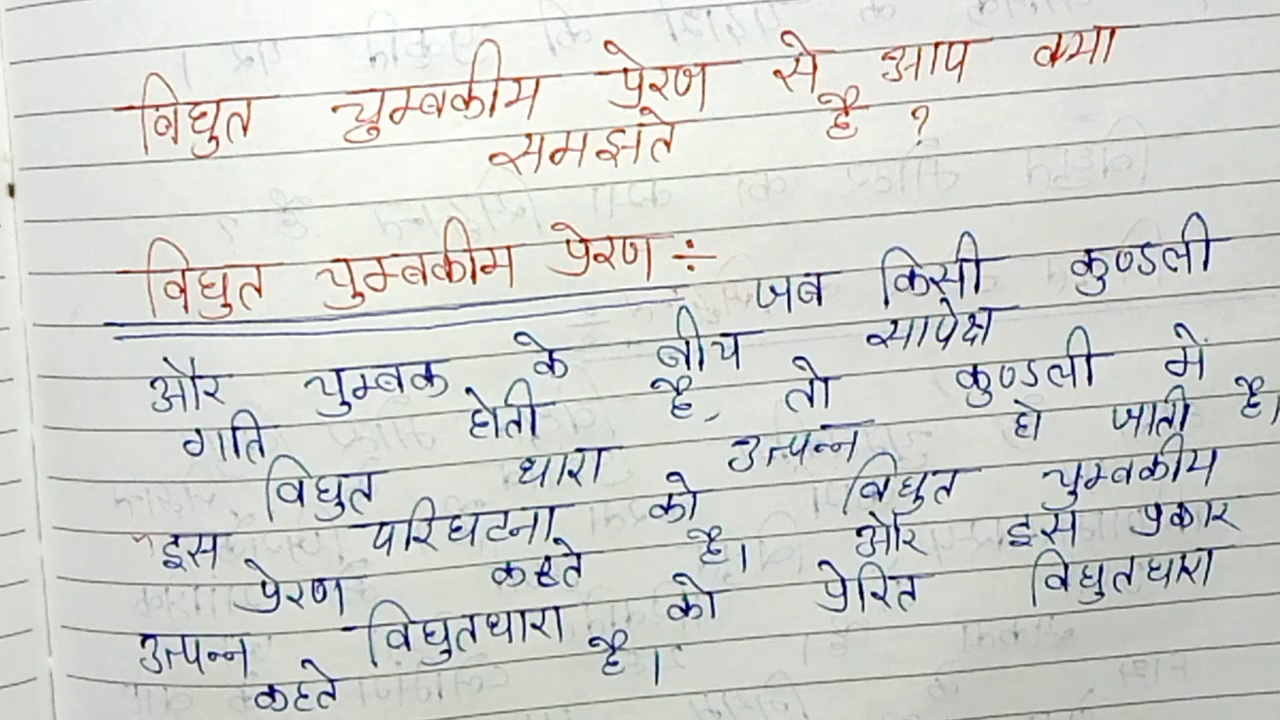 विधुत चुम्बकीय प्रेरण से आप क्या
समझते है ?
विधुत चुम्बकीय प्रेरण ÷ जब किसी कुण्डली
और चुम्बक के बीच सापेक्ष
गति होती है, तो कुण्डली में
विधुत धारा उत्पन्न हो जाती है।
इस परिघटना को विधुत चुम्बकीय
प्रेरण कहते है। और इस प्रकार
उत्पन्न विधुतधारा को प्रेरित विधुतधारा
कहते है।